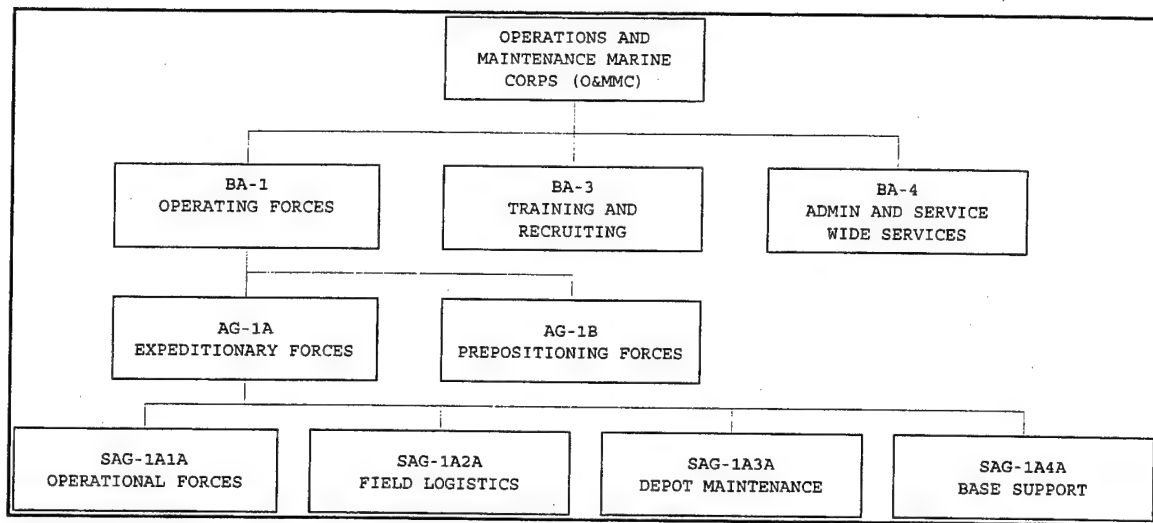 OPERATIONS AND
MAINTENANCE MARINE
CORPS (O&MMC)
BA-1
OPERATING FORCES
BA-3
TRAINING AND
RECRUITING
BA-4
ADMIN AND SERVICE
WIDE SERVICES
AG-1A
EXPEDITIONARY FORCES
AG-1B
PREPOSITIONING FORCES
SAG-1A1A
OPERATIONAL FORCES
SAG-1A2A
FIELD LOGISTICS
SAG-1A3A
DEPOT MAINTENANCE
SAG-1A4A
BASE SUPPORT